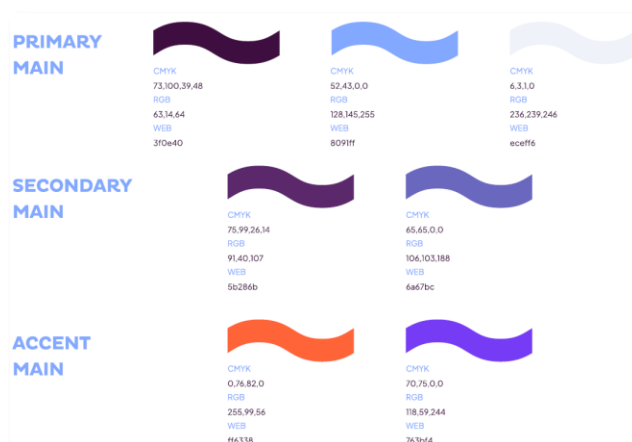 PRIMARY
MAIN
CMYK
73,100,39,48
RGB
63,14,64
WEB
3f0e40
CMYK
52,43,0,0
RGB
128,145,255
WEB
8091ff
CMYK
6,3,1,0
RGB
236,239,246
WEB
eceff6
SECONDARY
MAIN
CMYK
75,99,26,14
RGB
91,40,107
WEB
5b286b
CMYK
65,65,0,0
RGB
106,103,188
WEB
6a67bc
ACCENT
MAIN
CMYK
0,76,82,0
RGB
255,99,56
WEB
ff6338
CMYK
70,75,0,0
RGB
118,59,244
WEB
763bf4